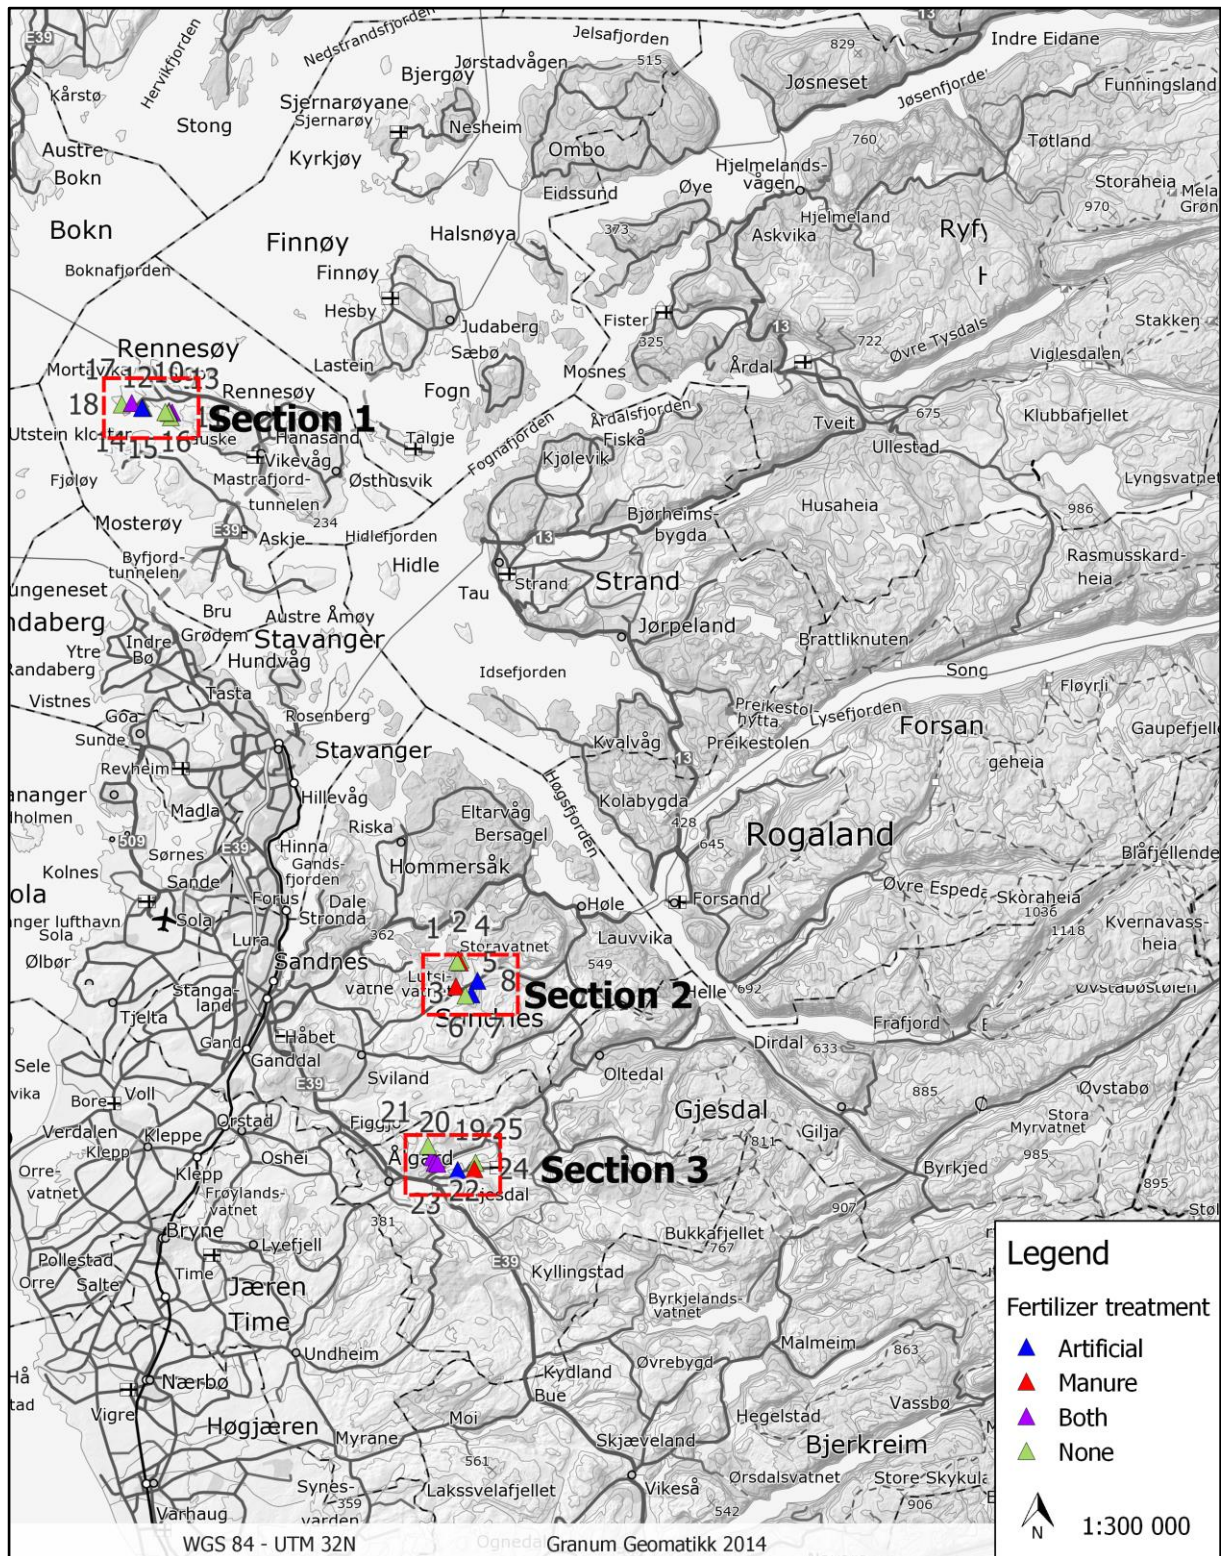 13
E39
Nedstrandsfjorden
Jelsafjorden
Indre Eidane
829
Hervikfjorden
Bjergøy
Jørstadvågen
515
Jøsneset
Kårstø
Funningsland
Sjernarøyane
Sjernarøy
Stong
Nesheim
760
Austre
Bokn
Kyrkjøy
Ombo
Tøtland
Hjelmelands-
vågen
Eidssund
Øye
Storaheia
970
Hjelmeland
Bokn
Finnøy
Halsnøya
373
Askvika
Boknafjorden
Finnøy
Hesby
Fister
Judaberg
13
Øvre Tysdals
Stakken
Rennesøy
325
722
Mortavika
Lastein
Sæbø
Mosnes
Årdal
Viglesdalen
17
12
10
13
Rennesøy
Fogn
18
Section 1
Årdalsfjorden
675
Klubbafjellet
Tveit
Fiskå
Hanasand
Talgje
Ullestad
14
15
16
Kjølevik
Fognafjorden
Vikevåg
Fjøløy
Mastrafjord-
tunnelen
Østhusvik
Lyngsvatnet
Husaheia
Mosterøy
234
Bjørheims-
bygda
986
E39
Askje
Hidlefjorden
13
Rasmusskard-
heia
Byfjord-
tunnelen
Hidle
Strand
Strand
Tau
Bru
Austre Åmøy
Grødem
Stavanger
Jørpeland
Brattliknuten
Indre
Bø
Ytre
Randaberg
Hundvåg
Idsefjorden
Song
Fløyrli
Vistnes
Tasta
Rosenberg
Preikestol-
hytta
Lysefjorden
Forsan
Gaupefjelle
Gôa
Sunde
Stavanger
Kvalvåg
Preikestolen
geheia
Revheim
13
Høgsfjorden
Hillevåg
Kolabygda
Madla
Eltarvåg
Bersagel
Riska
428
Rogaland
509
E39
Hinna
645
Sørnes
Gands-
fjorden
Hommersåk
Blåfjellende
Kolnes
Sande
Dale
Forus
Øvre Espeda
Skòraheia
1036
Høle
Forsand
Sola
Stronda
Kvernavass-
heia
Sola
362
1
2
4
Lauvvika
1118
Lura
Storavatnet
Ølbør
Sandnes
5
549
8
Helle
692
Øvstabøstølen
vatne
3
Section 2
Stanga-
land
Tjelta
Håbet
6
7
Frafjord
Gand
Ganddal
Dirdal
633
Sele
Oltedal
Øvstabø
E39
Sviland
885
Bore
Voll
21
Gjesdal
Stora
Myrvatnet
Verdalen
Orstad
Figgjo
20
19
25
811
Gilja
Klepp
Kleppe
Oshei
985
Ålgård
Section 3
24
Byrkjed
Orre-
vatnet
Klepp
22
895
Frøylands-
vatnet
23
907
381
Bukkafjellet
767
Bryne
Pollestad
Lyefjell
E39
Kyllingstad
Orre
Salte
Time
Jæren
Byrkjelands-
vatnet
Time
Malmeim
863
Undheim
Øvrebygd
Kydland
Nærbø
Bue
Vassbø
Vigre
Hegelstad
Høgjæren
Moi
Skjæveland
Myrane
Bjerkreim
561
Ørsdalsvatnet
Store Skykula
Synes-
varden
359
Lakssvelafjellet
Vikeså
906
542
Varhaug
WGS 84 - UTM 32N
Granum Geomatikk 2014
Legend
Fertilizer treatment
Artificial
Manure
Both
None
N
1:300 000